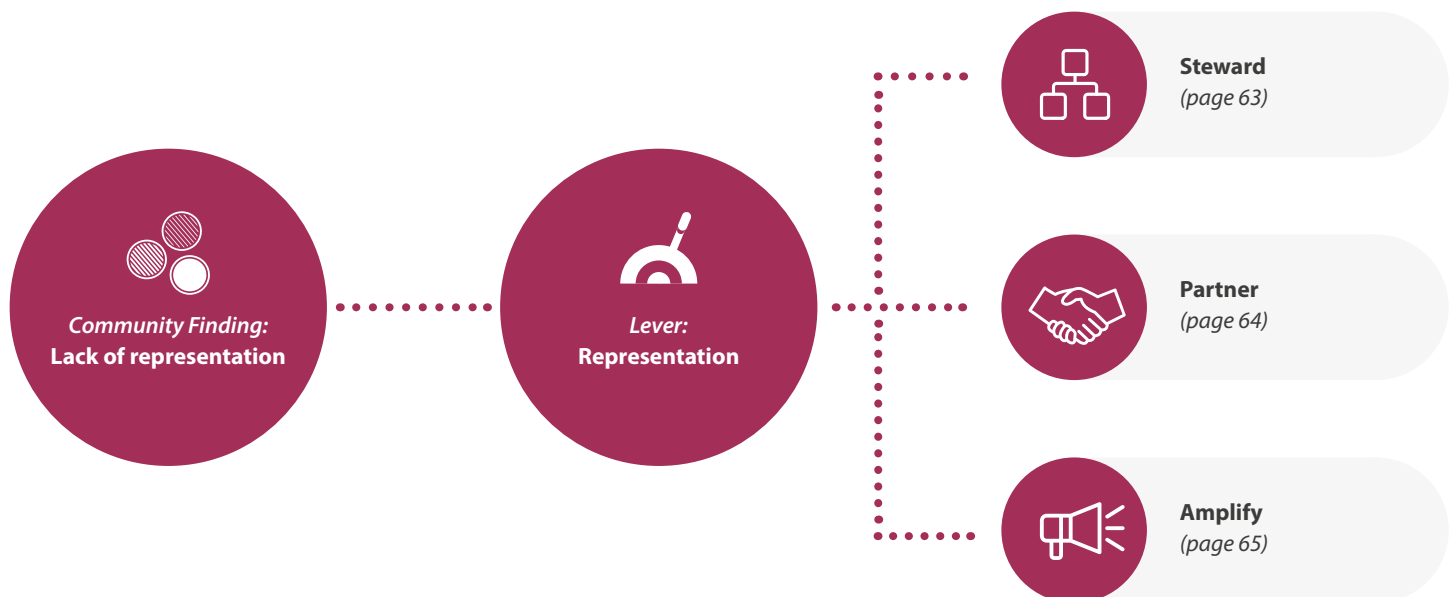 Community Finding:
Lack of representation
Lever:
Representation
Steward
(page 63)
Partner
(page 64)
Amplify
(page 65)